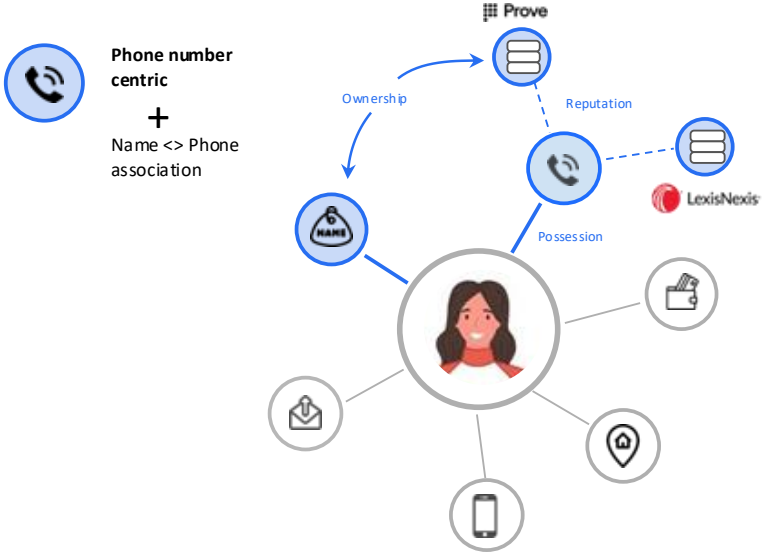 Prove
Phone number
centric
+
Name <> Phone
association
Ownership
Reputation
LexisNexis
NAME
Possession